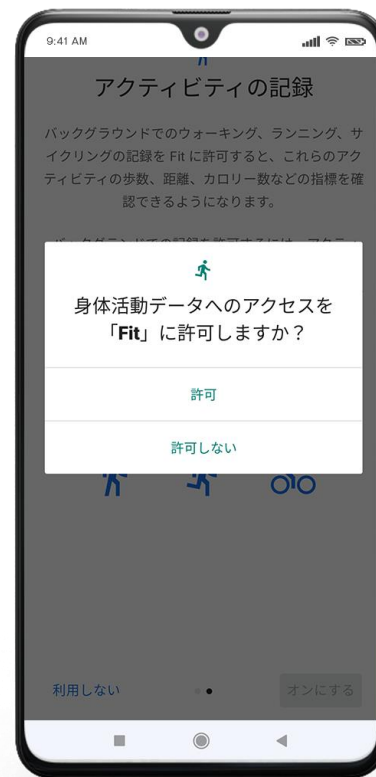 9:41 AM
アクティビティの記録
バックグラウンドでのウォーキング、ランニング、サ
イクリングの記録を Fit に許可すると、これらのアク
ティビティの歩数、距離、カロリー数などの指標を確
認できるようになります。
身体活動データへのアクセスを
「Fit」に許可しますか？
許可
許可しない
利用しない
オンにする